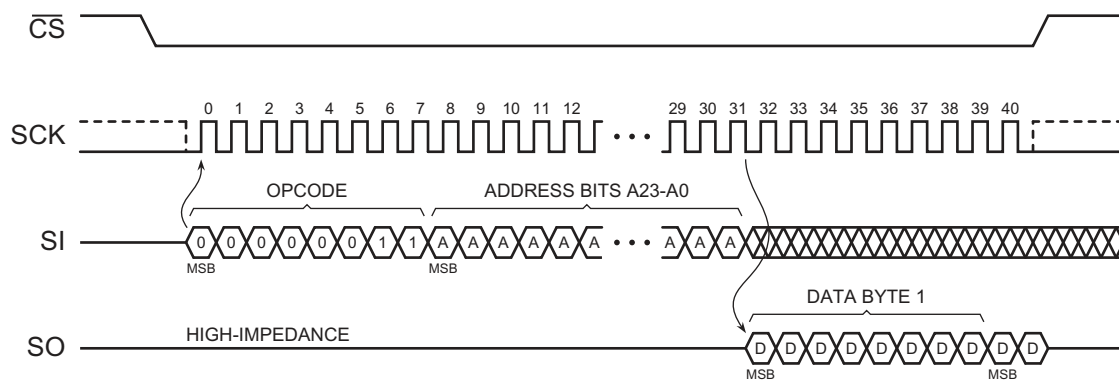 CS
0 1 2 3 4 5 6 7 8 9 10 11 12 29 30 31 32 33 34 35 36 37 38 39 40
SCK
OPCODE ADDRESS BITS A23-A0
SI 0 0 0 0 0 0 1 1 A A A A A A A A A
MSB MSB
DATA BYTE 1
HIGH-IMPEDANCE
SO D D D D D D D D D D
MSB MSB